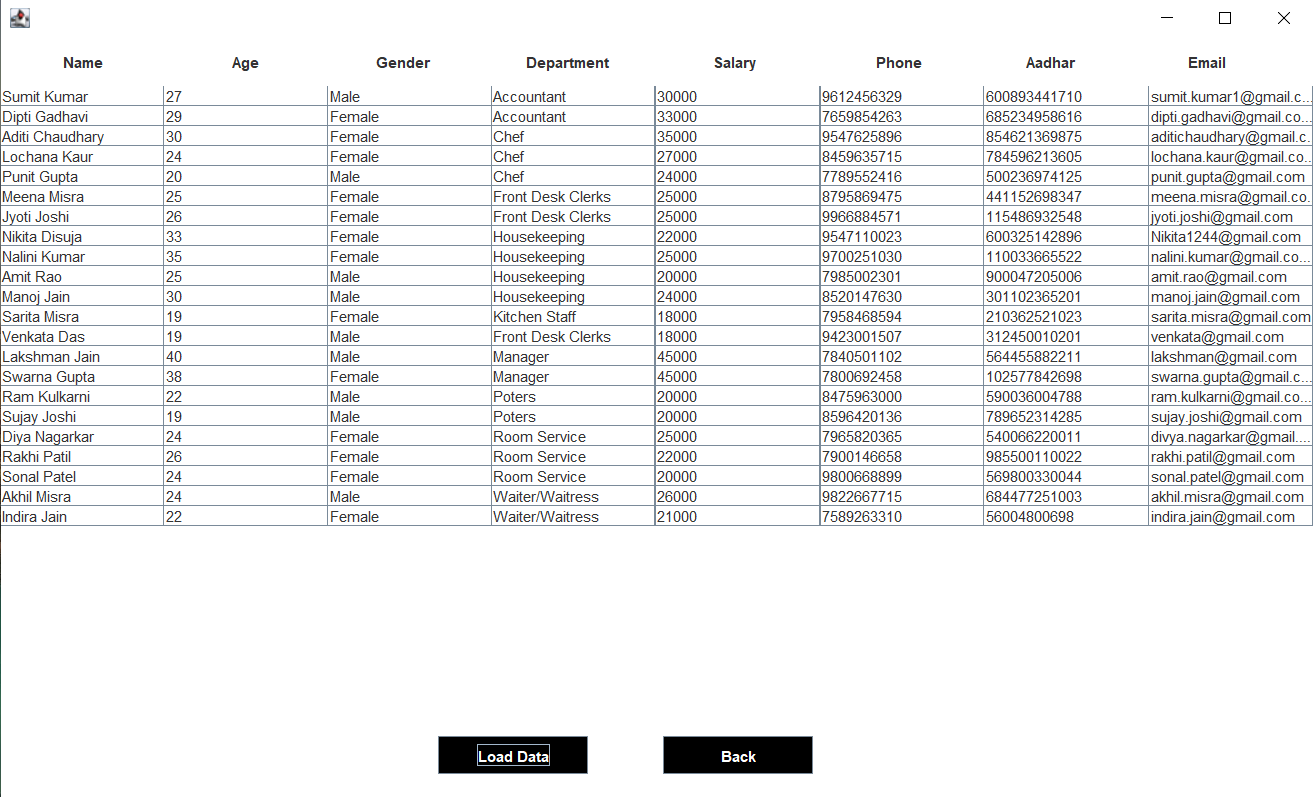 Name Age Gender Department Salary Phone Aadhar Email
Sumit Kumar 27 Male Accountant 30000 9612456329 600893441710 sumit.kumar1@gmail.c...
Dipti Gadhavi 29 Female Accountant 33000 7659854263 685234958616 dipti.gadhavi@gmail.co...
Aditi Chaudhary 30 Female Chef 35000 9547625896 854621369875 aditichaudhary@gmail.c.
Lochana Kaur 24 Female Chef 27000 8459635715 784596213605 lochana.kaur@gmail.co..
Punit Gupta 20 Male Chef 24000 7789552416 500236974125 punit.gupta@gmail.com
Meena Misra 25 Female Front Desk Clerks 25000 8795869475 441152698347 meena.misra@gmail.co.
Jyoti Joshi 26 Female Front Desk Clerks 25000 9966884571 115486932548 jyoti.joshi@gmail.com
Nikita Disuja 33 Female Housekeeping 22000 9547110023 600325142896 Nikita1244@gmail.com
Nalini Kumar 35 Female Housekeeping 25000 9700251030 110033665522 nalini.kumar@gmail.co...
Amit Rao 25 Male Housekeeping 20000 7985002301 900047205006 amit.rao@gmail.com
Manoj Jain 30 Male Housekeeping 24000 8520147630 301102365201 manoj.jain@gmail.com
Sarita Misra 19 Female Kitchen Staff 18000 7958468594 210362521023 sarita.misra@gmail.com
Venkata Das 19 Male Front Desk Clerks 18000 9423001507 312450010201 venkata@gmail.com
Lakshman Jain 40 Male Manager 45000 7840501102 564455882211 lakshman@gmail.com
Swarna Gupta 38 Female Manager 45000 7800692458 102577842698 swarna.gupta@gmail.c...
Ram Kulkarni 22 Male Poters 20000 8475963000 590036004788 ram.kulkarni@gmail.co...
Sujay Joshi 19 Male Poters 20000 8596420136 789652314285 sujay.joshi@gmail.com
Diya Nagarkar 24 Female Room Service 25000 7965820365 540066220011 divya.nagarkar@gmail....
Rakhi Patil 26 Female Room Service 22000 7900146658 985500110022 rakhi.patil@gmail.com
Sonal Patel 24 Female Room Service 20000 9800668899 569800330044 sonal.patel@gmail.com
Akhil Misra 24 Male Waiter/Waitress 26000 9822667715 684477251003 akhil.misra@gmail.com
Indira Jain 22 Female Waiter/Waitress 21000 7589263310 56004800698 indira.jain@gmail.com
Load Data Back